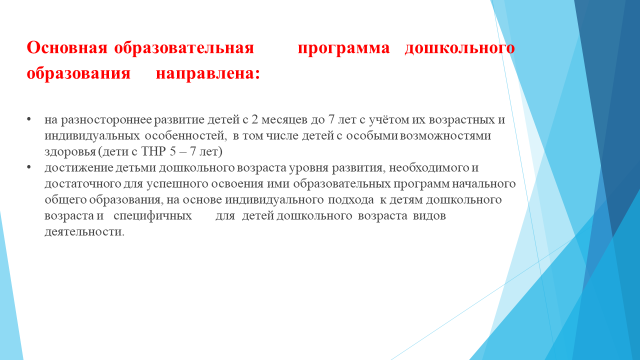 Основная образовательная программа дошкольного
образования направлена:
• на разностороннее развитие детей с 2 месяцев до 7 лет с учётом их возрастных и
индивидуальных особенностей, в том числе детей с особыми возможностями
здоровья (дети с ТНР 5 – 7 лет)
• достижение детьми дошкольного возраста уровня развития, необходимого и
достаточного для успешного освоения ими образовательных программ начального
общего образования, на основе индивидуального подхода к детям дошкольного
возраста и специфичных для детей дошкольного возраста видов
деятельности.